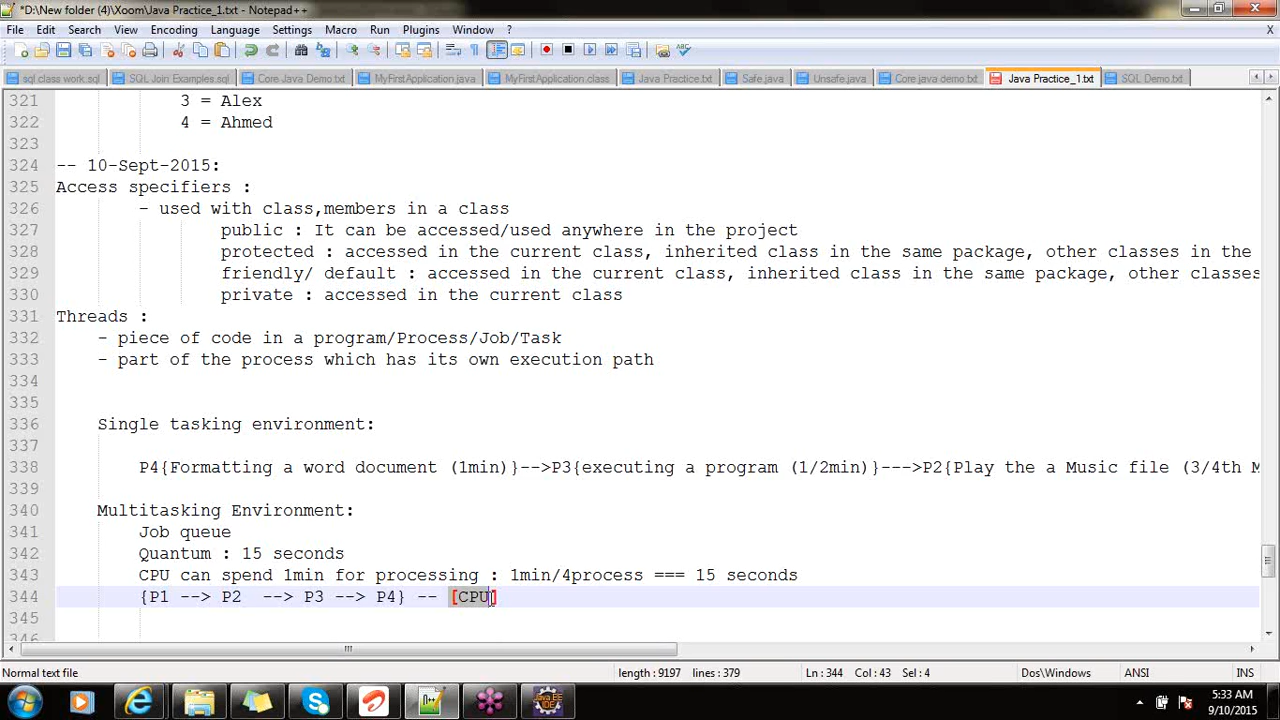 *D:\New folder (4)\Xoom\Java Practice_1.txt - Notepad++
File Edit Search View Encoding Language Settings Macro Run Plugins Window ? X
sql class work.sql SQL Join Examples.sql Core Java Demo.txt MyFirstApplication.java MyFirstApplication.class Java Practice.txt Safe.java Unsafe.java Core java demo.txt Java Practice_1.txt SQL Demo.txt
321 3 = Alex
322 4 = Ahmed
323
324 -- 10-Sept-2015:
325 Access specifiers :
326 - used with class,members in a class
327 public : It can be accessed/used anywhere in the project
328 protected : accessed in the current class, inherited class in the same package, other classes in the
329 friendly/ default : accessed in the current class, inherited class in the same package, other classes
330 private : accessed in the current class
331 Threads :
332 - piece of code in a program/Process/Job/Task
333 - part of the process which has its own execution path
334
335
336 Single tasking environment:
337
338 P4{Formatting a word document (1min)}-->P3{executing a program (1/2min)}--->P2{Play the a Music file (3/4th M
339
340 Multitasking Environment:
341 Job queue
342 Quantum : 15 seconds
343 CPU can spend 1min for processing : 1min/4process === 15 seconds
344 {P1 --> P2 --> P3 --> P4} -- [CPU]
345
346
Normal text file length : 9197 lines : 379 Ln : 344 Col : 43 Sel : 4 Dos\Windows ANSI INS
5:33 AM
9/10/2015